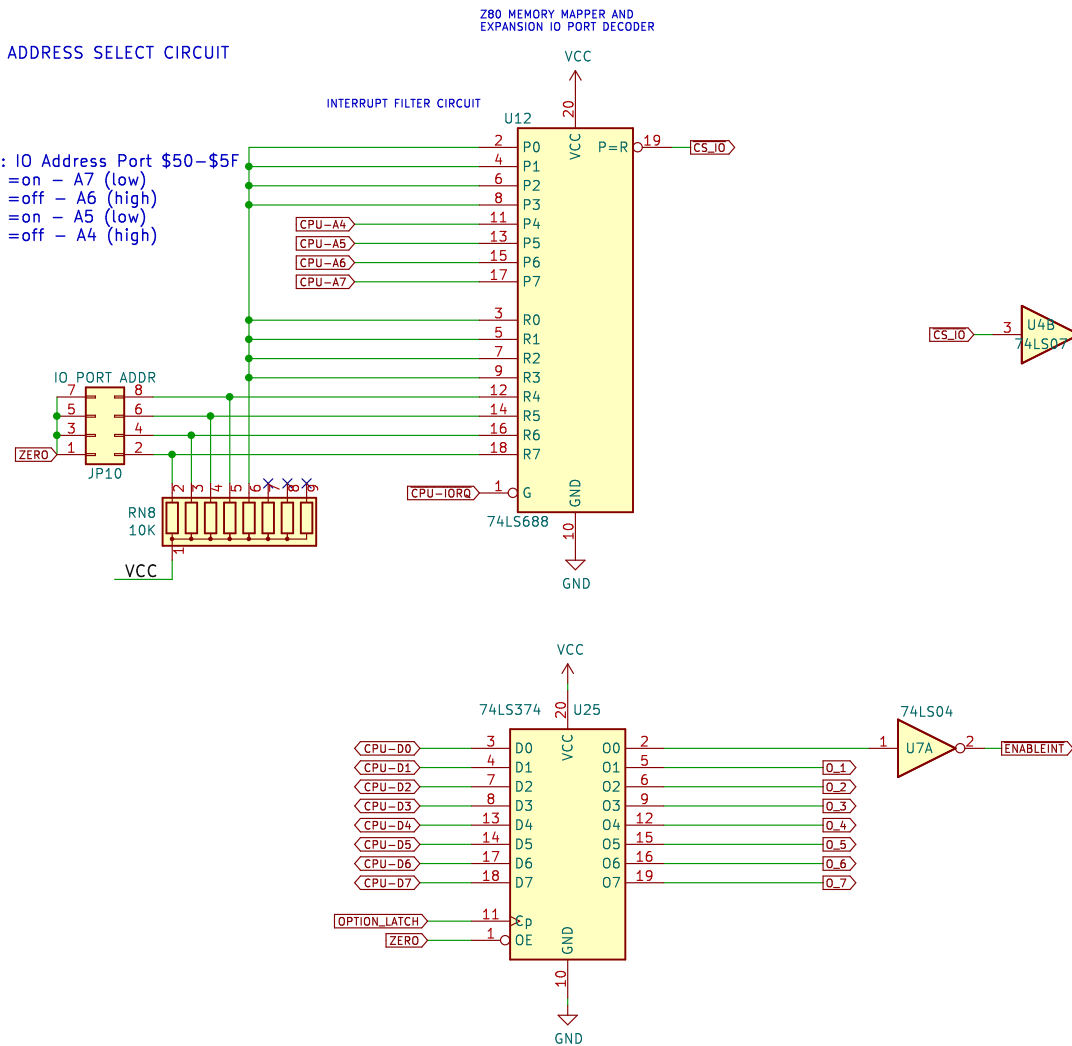 Z80 MEMORY MAPPER AND
EXPANSION IO PORT DECODER
ADDRESS SELECT CIRCUIT
VCC
INTERRUPT FILTER CIRCUIT
20
U12
VCC
2 P0 P=R 19 CS_IO
4 P1
: IO Address Port $50-$5F
=on - A7 (low)
6 P2
=off - A6 (high)
8 P3
=on - A5 (low)
CPU-A4 11 P4
=off - A4 (high)
CPU-A5 13 P5
CPU-A6 15 P6
CPU-A7 17 P7
3 R0
CS_IO 3 U4B
5 R1
74LS07
7 R2
IO PORT ADDR
9 R3
7 8 12 R4
5 6 14 R5
3 4 16 R6
ZERO 1 2 18 R7
JP10
2 3 4 5 6 7 8 9
CPU-IORQ 1 G
GND
RN8
10K
74LS688
10
1
VCC
GND
VCC
74LS374 U25
20
VCC
74LS04
CPU-D0 3 D0 O0 2 1 U7A 2 ENABLEINT
CPU-D1 4 D1 O1 5 O_1
CPU-D2 7 D2 O2 6 O_2
CPU-D3 8 D3 O3 9 O_3
CPU-D4 13 D4 O4 12 O_4
CPU-D5 14 D5 O5 15 O_5
CPU-D6 17 D6 O6 16 O_6
CPU-D7 18 D7 O7 19 O_7
OPTION_LATCH 11 Cp
ZERO 1 OE
GND
10
GND